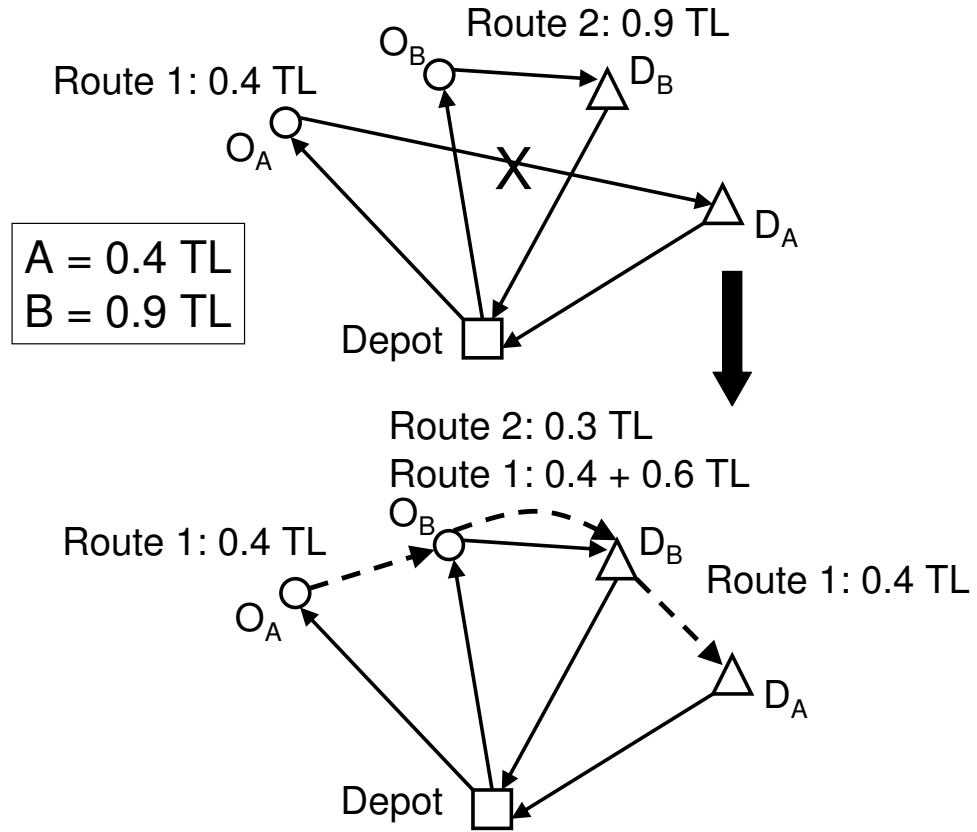 Route 2: 0.9 TL
O_B
D_B
Route 1: 0.4 TL
O_A
X
D_A
A = 0.4 TL
B = 0.9 TL
Depot
Route 2: 0.3 TL
Route 1: 0.4 + 0.6 TL
O_B
Route 1: 0.4 TL
D_B
Route 1: 0.4 TL
O_A
D_A
Depot